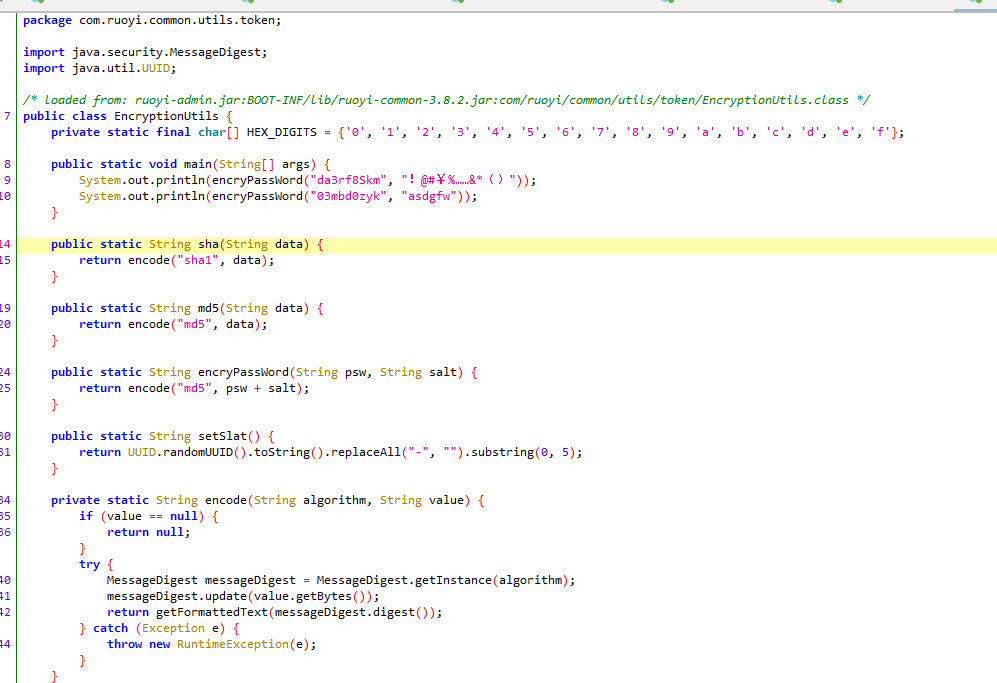 package com.ruoyi.common.utils.token;
import java.security.MessageDigest;
import java.util.UUID;
/* loaded from: ruoyi-admin.jar:BOOT-INF/lib/ruoyi-common-3.8.2.jar:com/ruoyi/common/utils/token/EncryptionUtils.class */
7 public class EncryptionUtils {
private static final char[] HEX_DIGITS = {'0', '1', '2', '3', '4', '5', '6', '7', '8', '9', 'a', 'b', 'c', 'd', 'e', 'f'};
8 public static void main(String[] args) {
9 System.out.println(encryPassWord("da3rf8Skm", "！@#￥%……&*（）"));
10 System.out.println(encryPassWord("03mbd0zyk", "asdgfw"));
}
14 public static String sha(String data) {
15 return encode("sha1", data);
}
19 public static String md5(String data) {
20 return encode("md5", data);
}
24 public static String encryPassWord(String psw, String salt) {
25 return encode("md5", psw + salt);
}
30 public static String setSlat() {
31 return UUID.randomUUID().toString().replaceAll("-", "").substring(0, 5);
}
34 private static String encode(String algorithm, String value) {
35 if (value == null) {
36 return null;
}
try {
40 MessageDigest messageDigest = MessageDigest.getInstance(algorithm);
41 messageDigest.update(value.getBytes());
42 return getFormattedText(messageDigest.digest());
} catch (Exception e) {
44 throw new RuntimeException(e);
}
}